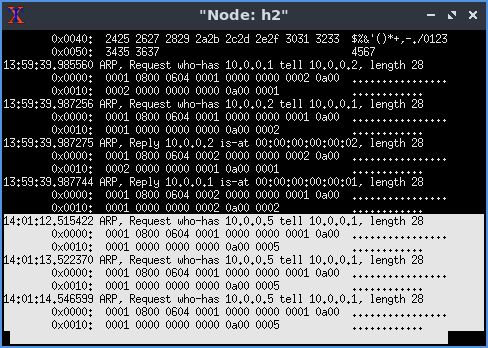 "Node: h2"
0x0040: 2425 2627 2829 2a2b 2c2d 2e2f 3031 3233 $%&'()*+,-./0123
0x0050: 3435 3637 4567
13:59:39.985560 ARP, Request who-has 10.0.0.1 tell 10.0.0.2, length 28
0x0000: 0001 0800 0604 0001 0000 0000 0002 0a00 ................
0x0010: 0002 0000 0000 0000 0a00 0001 ............
13:59:39.987256 ARP, Request who-has 10.0.0.2 tell 10.0.0.1, length 28
0x0000: 0001 0800 0604 0001 0000 0000 0001 0a00 ................
0x0010: 0001 0000 0000 0000 0a00 0002 ............
13:59:39.987275 ARP, Reply 10.0.0.2 is-at 00:00:00:00:00:02, length 28
0x0000: 0001 0800 0604 0002 0000 0000 0002 0a00 ................
0x0010: 0002 0000 0000 0001 0a00 0001 ............
13:59:39.987744 ARP, Reply 10.0.0.1 is-at 00:00:00:00:00:01, length 28
0x0000: 0001 0800 0604 0002 0000 0000 0001 0a00 ................
0x0010: 0001 0000 0000 0002 0a00 0002 ............
14:01:12.515422 ARP, Request who-has 10.0.0.5 tell 10.0.0.1, length 28
0x0000: 0001 0800 0604 0001 0000 0000 0001 0a00 ................
0x0010: 0001 0000 0000 0000 0a00 0005 ............
14:01:13.522370 ARP, Request who-has 10.0.0.5 tell 10.0.0.1, length 28
0x0000: 0001 0800 0604 0001 0000 0000 0001 0a00 ................
0x0010: 0001 0000 0000 0000 0a00 0005 ............
14:01:14.546599 ARP, Request who-has 10.0.0.5 tell 10.0.0.1, length 28
0x0000: 0001 0800 0604 0001 0000 0000 0001 0a00 ................
0x0010: 0001 0000 0000 0000 0a00 0005 ............